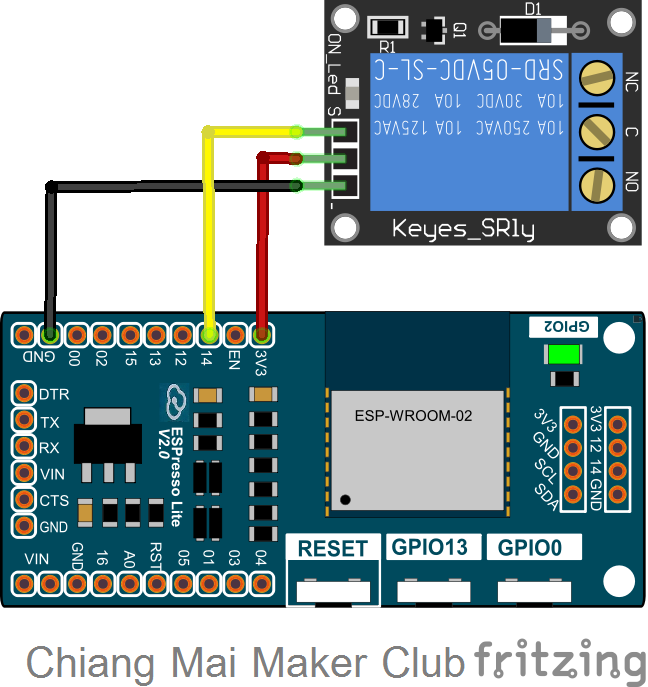 D1
R1
Q1
ON_Led
S
-
SRD-05VDC-SL-C
10A 30VDC 10A 28VDC
10A 250VAC 10A 125VAC
NC
C
NO
Keyes_SRly
GND GND 00 02 15 13 12 14 EN 3V3
GPIO2
DTR
TX
RX
VIN
CTS
GND
ESPresso Lite
V2.0
ESP-WROOM-02
3V3
GND
SCL
SDA
3V3 12 14 GND
VIN GND 16 A0 RST 05 01 03 04
RESET
GPIO13
GPIO0
Chiang Mai Maker Club fritzing